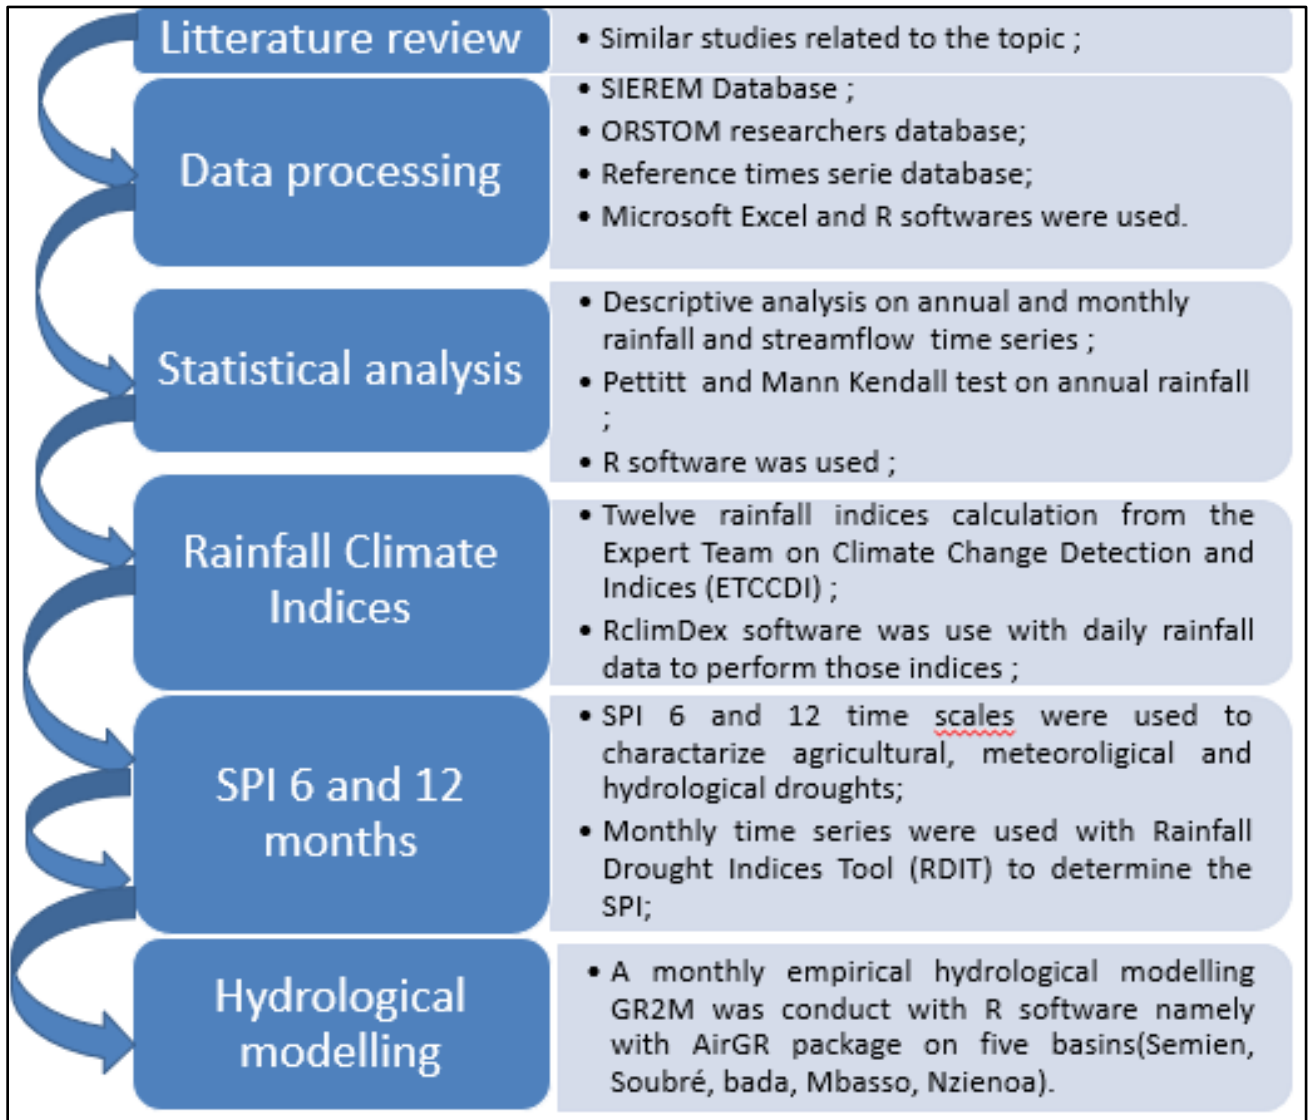 Litterature review
• Similar studies related to the topic ;
Data processing
• SIEREM Database ;
• ORSTOM researchers database;
• Reference times serie database;
• Microsoft Excel and R softwares were used.
Statistical analysis
• Descriptive analysis on annual and monthly
rainfall and streamflow time series ;
• Pettitt and Mann Kendall test on annual rainfall
;
• R software was used ;
Rainfall Climate
Indices
• Twelve rainfall indices calculation from the
Expert Team on Climate Change Detection and
Indices (ETCCDI) ;
• RclimDex software was use with daily rainfall
data to perform those indices ;
SPI 6 and 12
months
• SPI 6 and 12 time scales were used to
charactarize agricultural, meteoroligical and
hydrological droughts;
• Monthly time series were used with Rainfall
Drought Indices Tool (RDIT) to determine the
SPI;
Hydrological
modelling
• A monthly empirical hydrological modelling
GR2M was conduct with R software namely
with AirGR package on five basins(Semien,
Soubré, bada, Mbasso, Nzienoa).